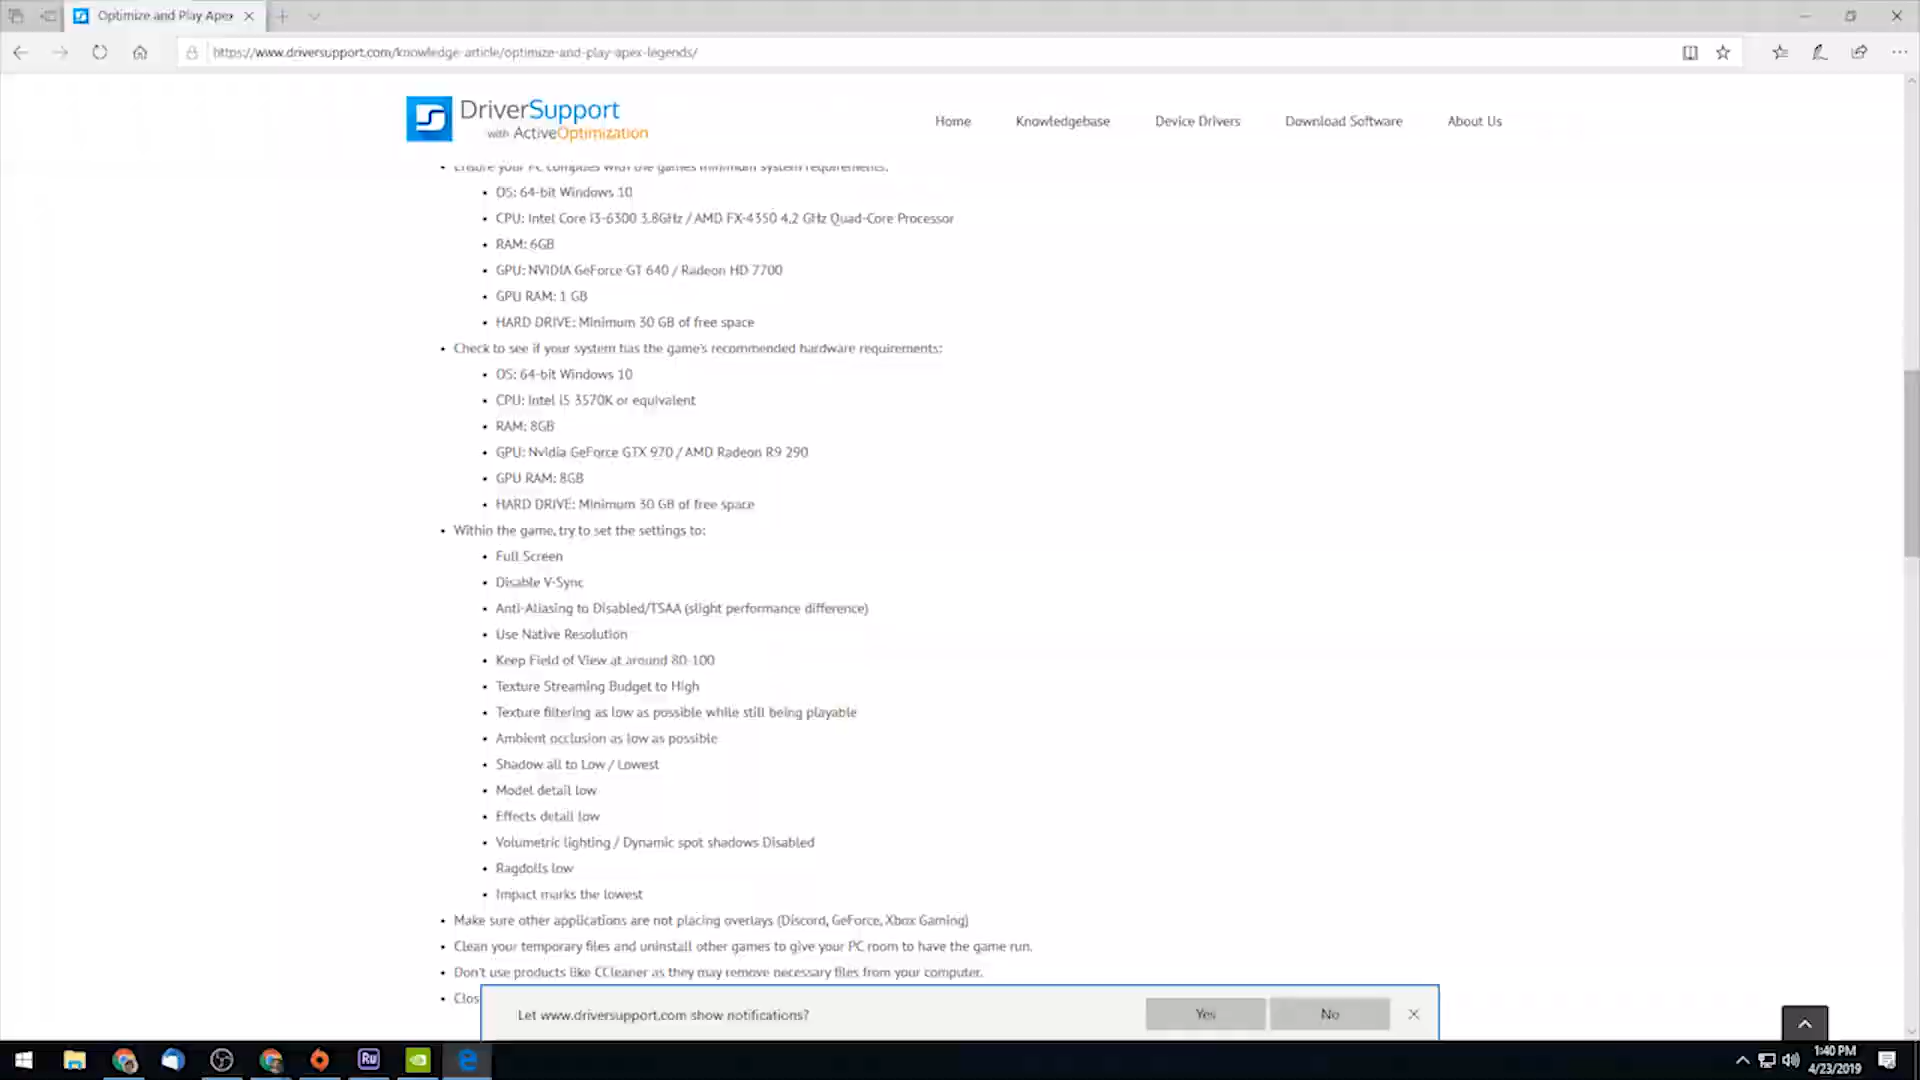 Optimize and Play Apex
https://www.driversupport.com/knowledge-article/optimize-and-play-apex-legends/
DriverSupport
with ActiveOptimization
Home Knowledgebase Device Drivers Download Software About Us
Ensure your PC complies with the games minimum system requirements.
OS: 64-bit Windows 10
CPU: Intel Core i3-6300 3.8GHz / AMD FX-4350 4.2 GHz Quad-Core Processor
RAM: 6GB
GPU: NVIDIA GeForce GT 640 / Radeon HD 7700
GPU RAM: 1 GB
HARD DRIVE: Minimum 30 GB of free space
Check to see if your system has the game's recommended hardware requirements:
OS: 64-bit Windows 10
CPU: Intel i5 3570K or equivalent
RAM: 8GB
GPU: Nvidia GeForce GTX 970 / AMD Radeon R9 290
GPU RAM: 8GB
HARD DRIVE: Minimum 30 GB of free space
Within the game, try to set the settings to:
Full Screen
Disable V-Sync
Anti-Aliasing to Disabled/TSAA (slight performance difference)
Use Native Resolution
Keep Field of View at around 80-100
Texture Streaming Budget to High
Texture filtering as low as possible while still being playable
Ambient occlusion as low as possible
Shadow all to Low / Lowest
Model detail low
Effects detail low
Volumetric lighting / Dynamic spot shadows Disabled
Ragdolls low
Impact marks the lowest
Make sure other applications are not placing overlays (Discord, GeForce, Xbox Gaming)
Clean your temporary files and uninstall other games to give your PC room to have the game run.
Don't use products like CCleaner as they may remove necessary files from your computer.
Clos
Let www.driversupport.com show notifications?
Yes
No
Ru
1:40 PM
4/23/2019